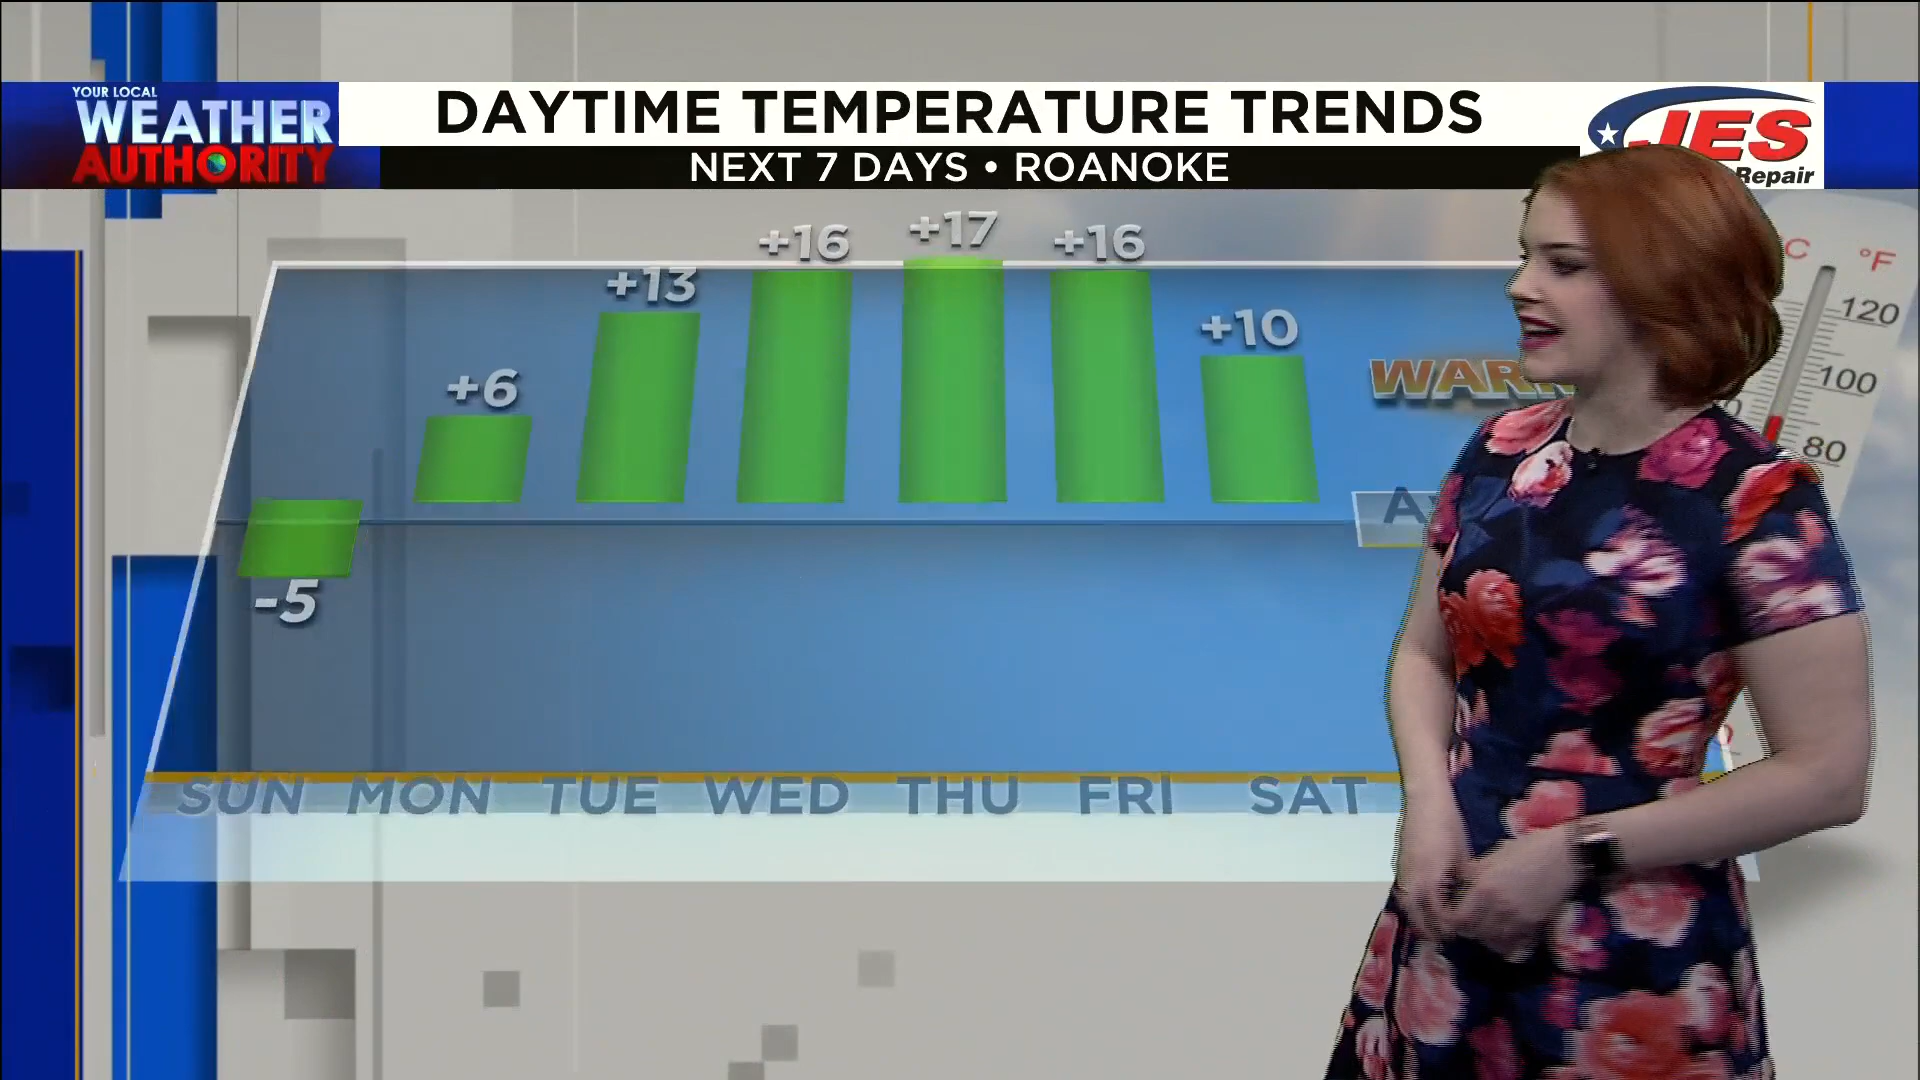 YOUR LOCAL
WEATHER
AUTHORITY
DAYTIME TEMPERATURE TRENDS
NEXT 7 DAYS • ROANOKE
JES
Repair
°F
120
100
80
-5
+6
+13
+16
+17
+16
+10
SUN MON TUE WED THU FRI SAT